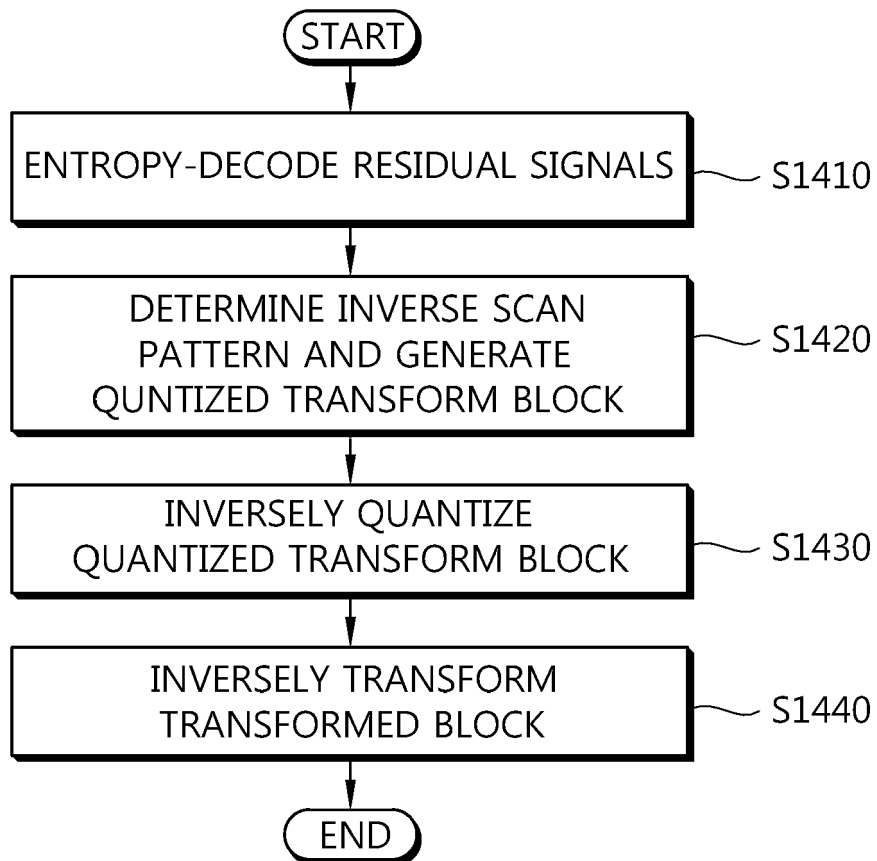 START
ENTROPY-DECODE RESIDUAL SIGNALS
S1410
DETERMINE INVERSE SCAN
PATTERN AND GENERATE
QUNTIZED TRANSFORM BLOCK
S1420
INVERSELY QUANTIZE
QUANTIZED TRANSFORM BLOCK
S1430
INVERSELY TRANSFORM
TRANSFORMED BLOCK
S1440
END